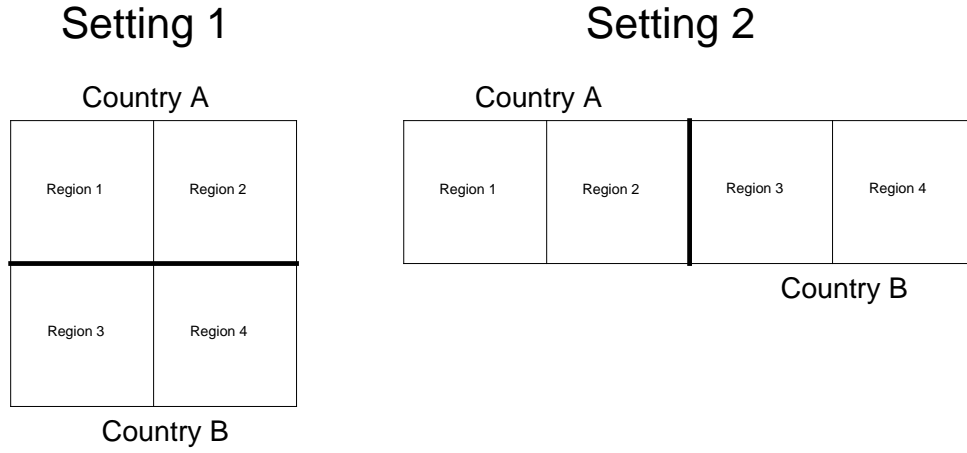 Setting 1
Country A
Region 1
Region 2
Region 3
Region 4
Country B
Setting 2
Country A
Region 1
Region 2
Region 3
Region 4
Country B